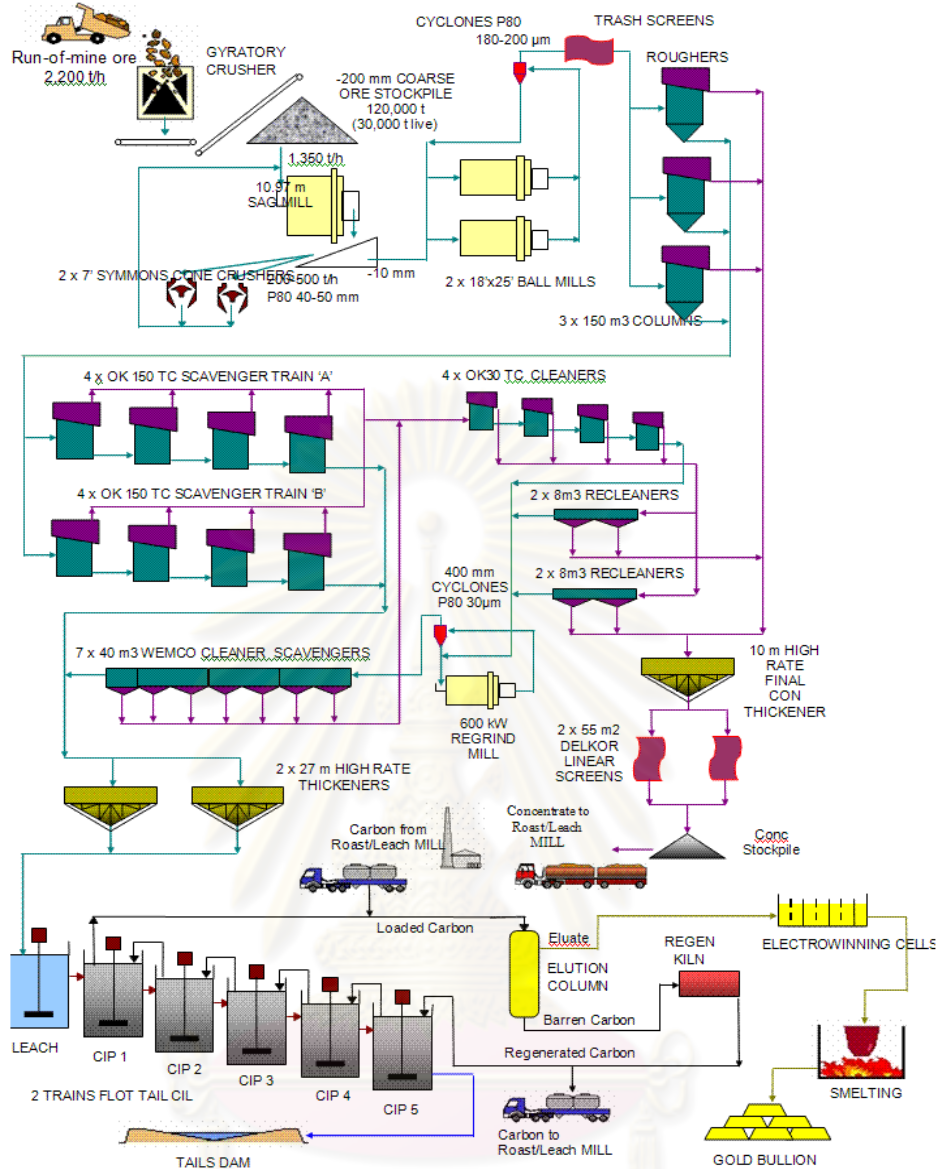 Run-of-mine ore
2,200 t/h
GYRATORY
CRUSHER
-200 mm COARSE
ORE STOCKPILE
120,000 t
(30,000 t live)
1,350 t/h
10.97 m
SAG MILL
2 x 7' SYMMONS CONE CRUSHERS
200-500 t/h
P80 40-50 mm
-10 mm
CYCLONES P80
180-200 µm
TRASH SCREENS
ROUGHERS
2 x 18'x25' BALL MILLS
3 x 150 m3 COLUMNS
4 x OK 150 TC SCAVENGER TRAIN 'A'
4 x OK30 TC CLEANERS
4 x OK 150 TC SCAVENGER TRAIN 'B'
2 x 8m3 RECLEANERS
2 x 8m3 RECLEANERS
400 mm
CYCLONES
P80 30µm
7 x 40 m3 WEMCO CLEANER SCAVENGERS
600 kW
REGRIND
MILL
10 m HIGH
RATE
FINAL
CON
THICKENER
2 x 55 m2
DELKOR
LINEAR
SCREENS
2 x 27 m HIGH RATE
THICKENERS
Carbon from
Roast/Leach MILL
Concentrate to
Roast/Leach
MILL
Conc
Stockpile
Loaded Carbon
Eluate
ELUTION
COLUMN
REGEN
KILN
ELECTROWINNING CELLS
Barren Carbon
Regenerated Carbon
LEACH
CIP 1
CIP 2
CIP 3
CIP 4
CIP 5
2 TRAINS FLOT TAIL CIL
TAILS DAM
Carbon to
Roast/Leach MILL
SMELTING
GOLD BULLION